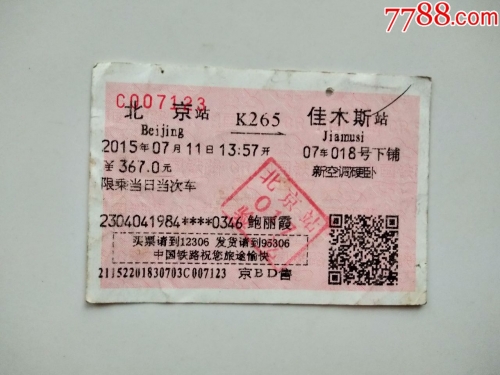 7788.com
C007123
北 京 站 K265 佳木斯 站
Beijing Jiamusi
2015年07月11日13:57开 07车018号下铺
¥367.0元 新空调硬卧
限乘当日当次车
北京站
2304041984****0346 鲍丽霞
买票请到12306 发货请到95306
中国铁路祝您旅途愉快
21152201830703C007123 京BD售